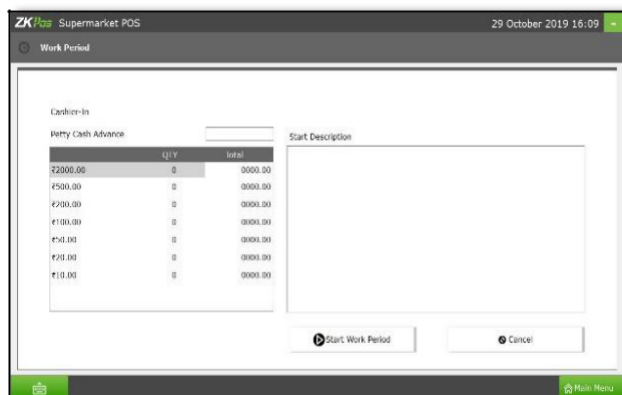 ZKPos Supermarket POS 29 October 2019 16:09 -
Work Period
Cashier-In
Petty Cash Advance
Start Description
QTY Total
₹2000.00 0 0000.00
₹500.00 0 0000.00
₹200.00 0 0000.00
₹100.00 0 0000.00
₹50.00 0 0000.00
₹20.00 0 0000.00
₹10.00 0 0000.00
Start Work Period Cancel
Main Menu